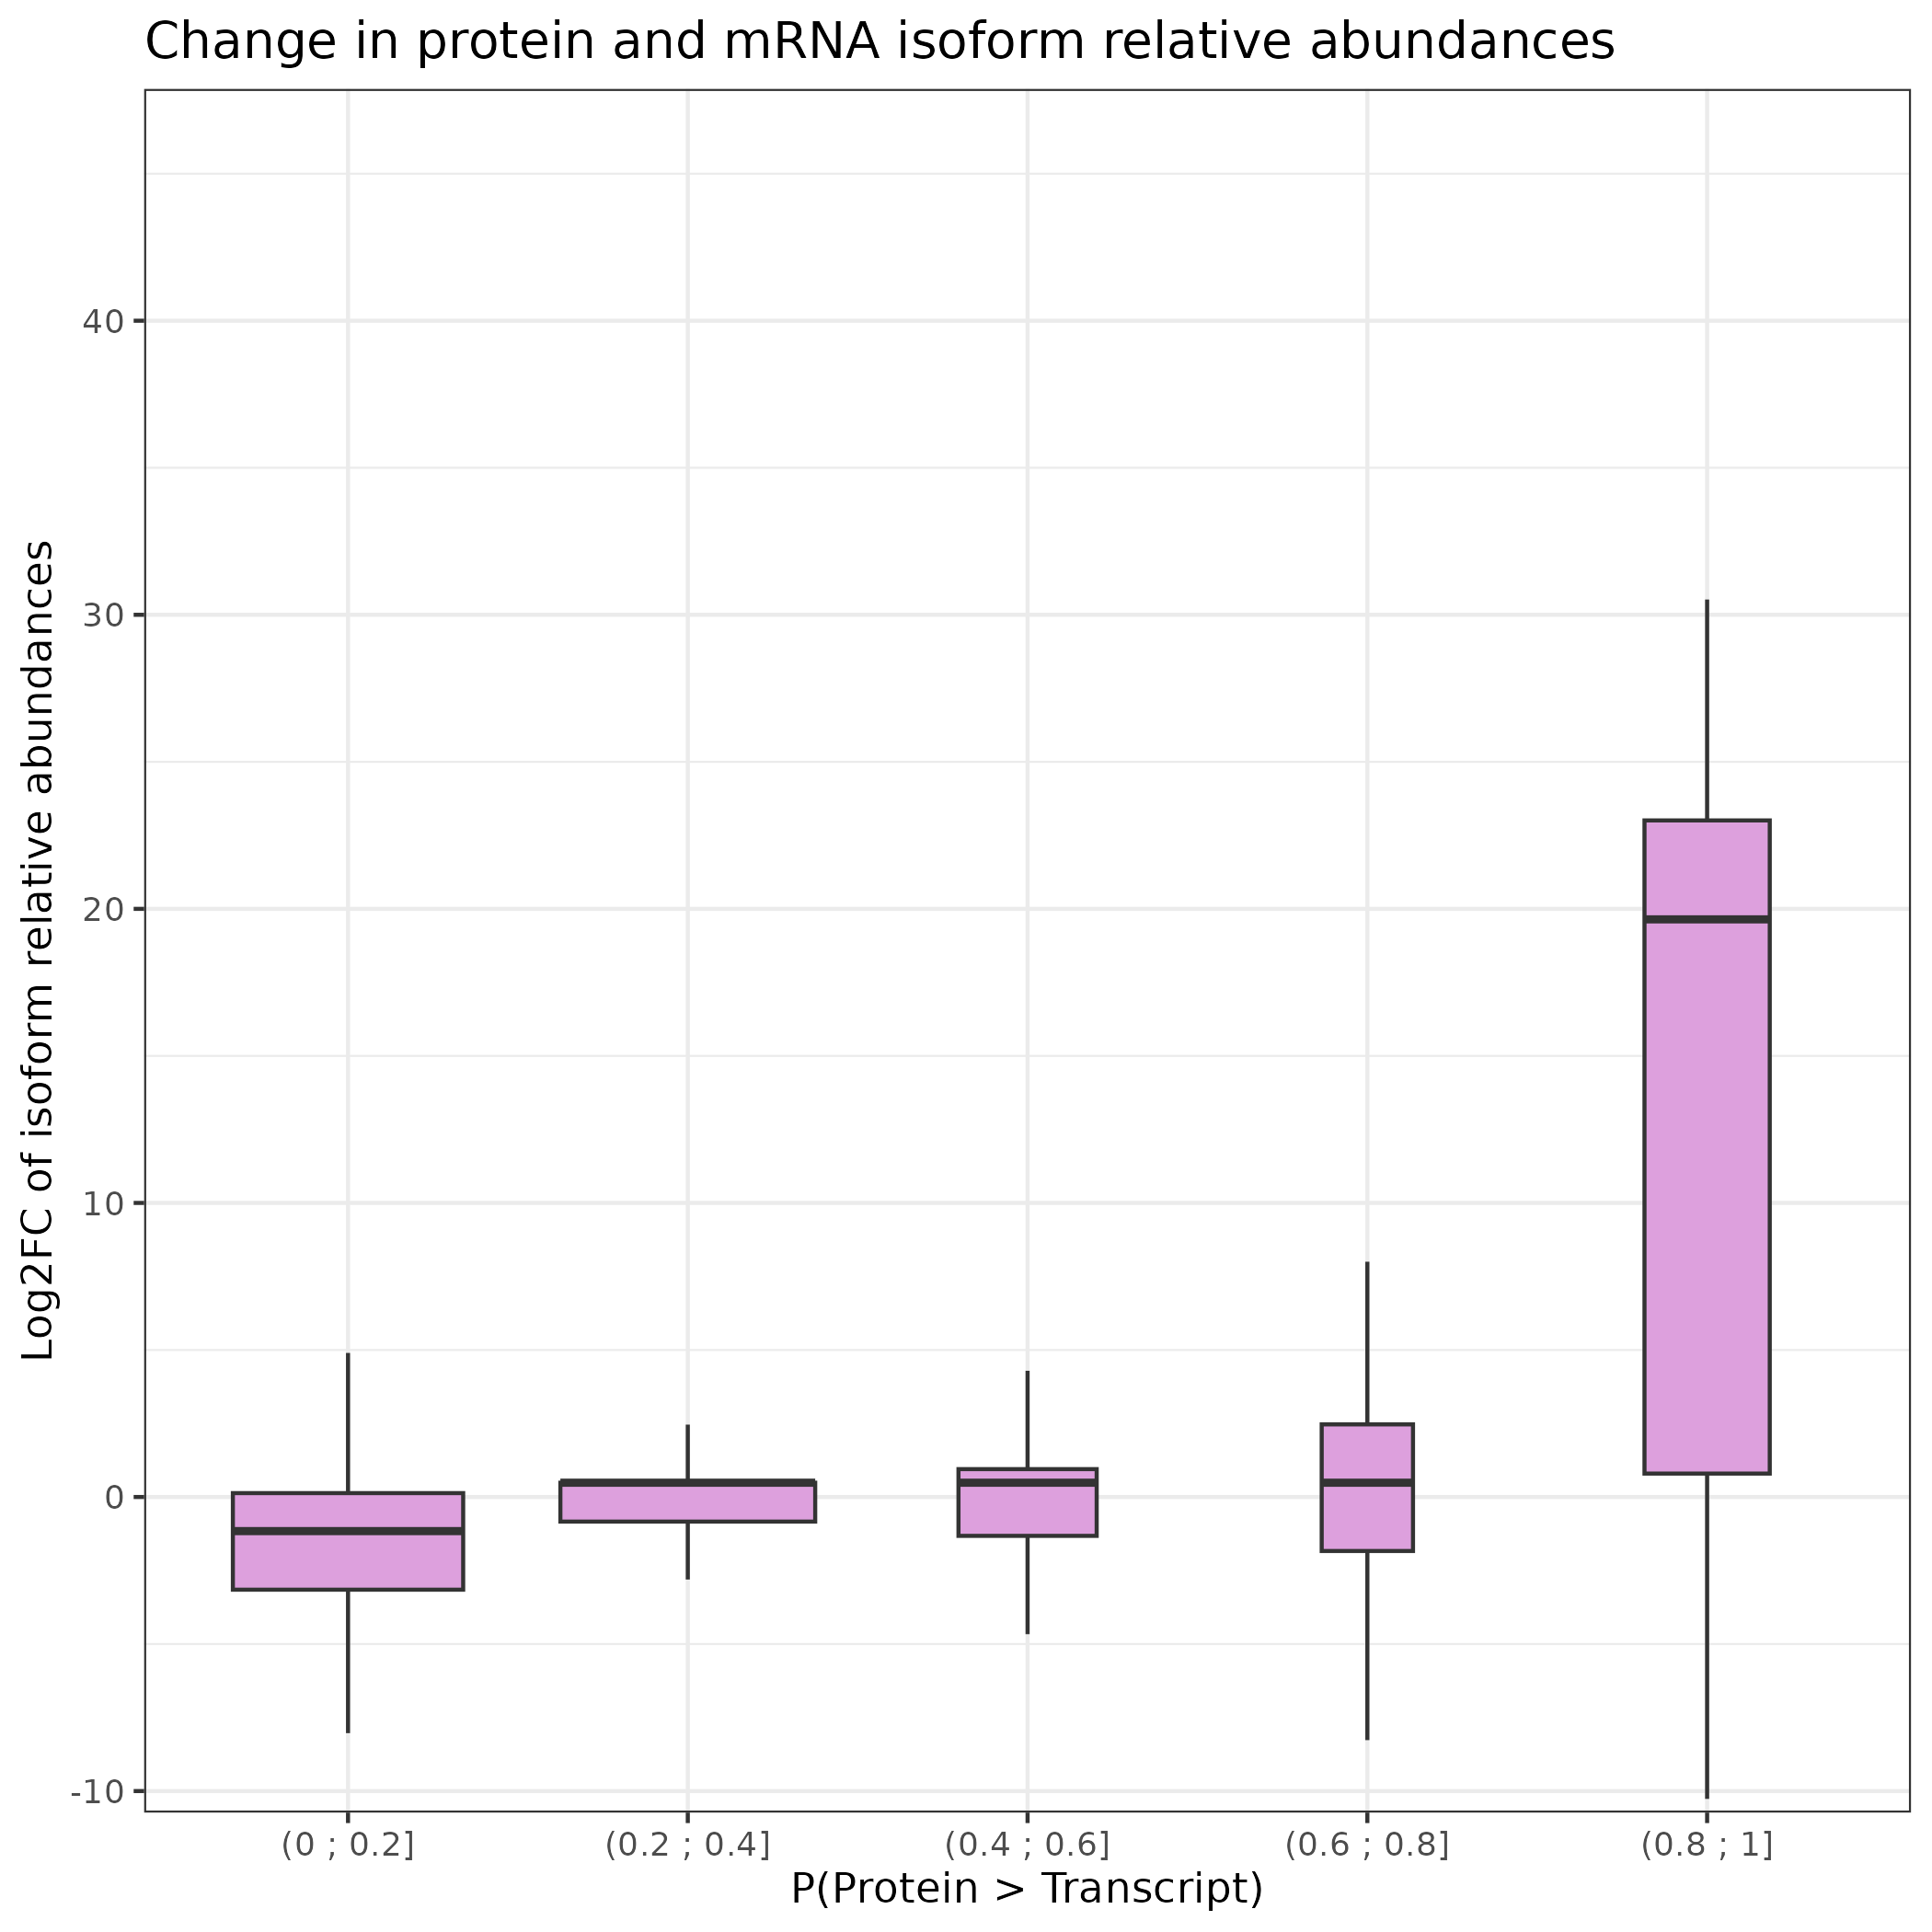 Change in protein and mRNA isoform relative abundances
Log2FC of isoform relative abundances
40
30
20
10
0
-10
(0 ; 0.2]
(0.2 ; 0.4]
(0.4 ; 0.6]
(0.6 ; 0.8]
(0.8 ; 1]
P(Protein > Transcript)